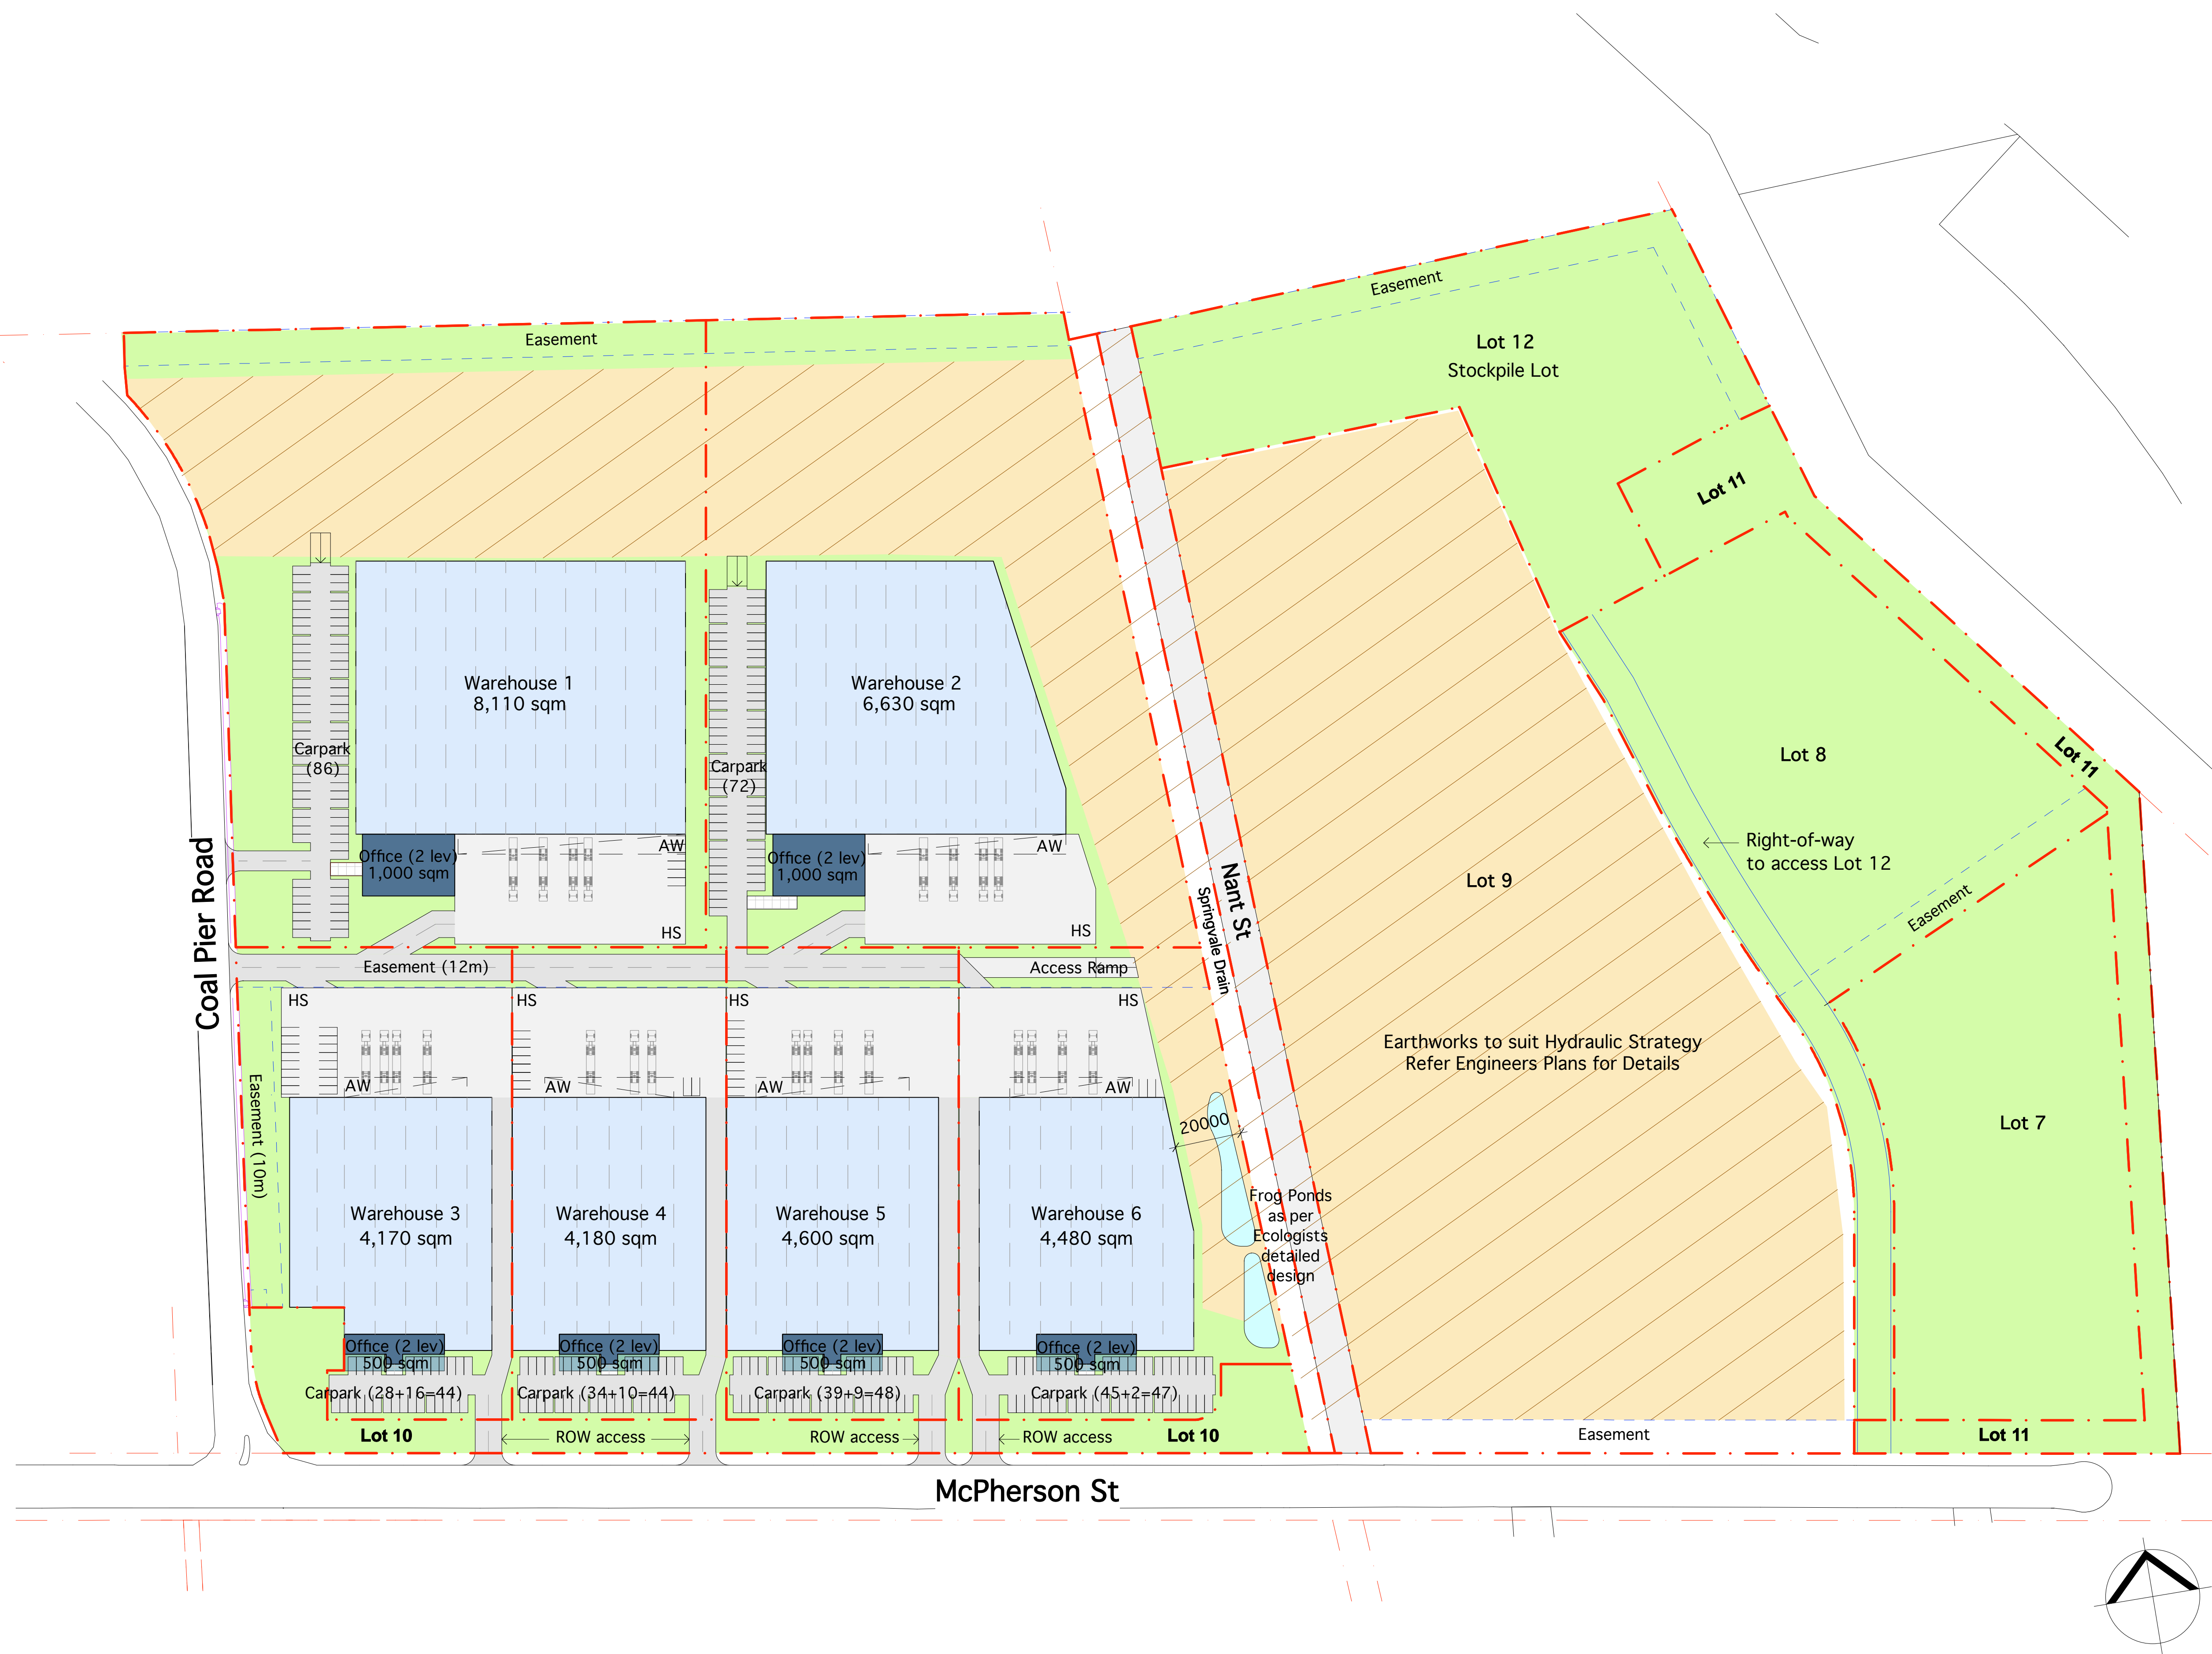 Easement
Lot 12
Stockpile Lot
Easement
Lot 11
Warehouse 1
8,110 sqm
Warehouse 2
6,630 sqm
Carpark
(86)
Carpark
(72)
Lot 8
Lot 11
Right-of-way
to access Lot 12
Office (2 lev)
1,000 sqm
AW
Office (2 lev)
1,000 sqm
AW
Lot 9
Easement
HS
HS
Nant St
Springvale Drain
Coal Pier Road
Easement (12m)
Access Ramp
HS
HS
HS
HS
Earthworks to suit Hydraulic Strategy
Refer Engineers Plans for Details
AW
AW
AW
AW
Easement (10m)
20000
Lot 7
Warehouse 3
4,170 sqm
Warehouse 4
4,180 sqm
Warehouse 5
4,600 sqm
Warehouse 6
4,480 sqm
Frog Ponds
as per
Ecologists
detailed
design
Office (2 lev)
500 sqm
Office (2 lev)
500 sqm
Office (2 lev)
500 sqm
Office (2 lev)
500 sqm
Carpark (28+16=44)
Carpark (34+10=44)
Carpark (39+9=48)
Carpark (45+2=47)
Lot 10
ROW access
ROW access
ROW access
Lot 10
Easement
Lot 11
McPherson St